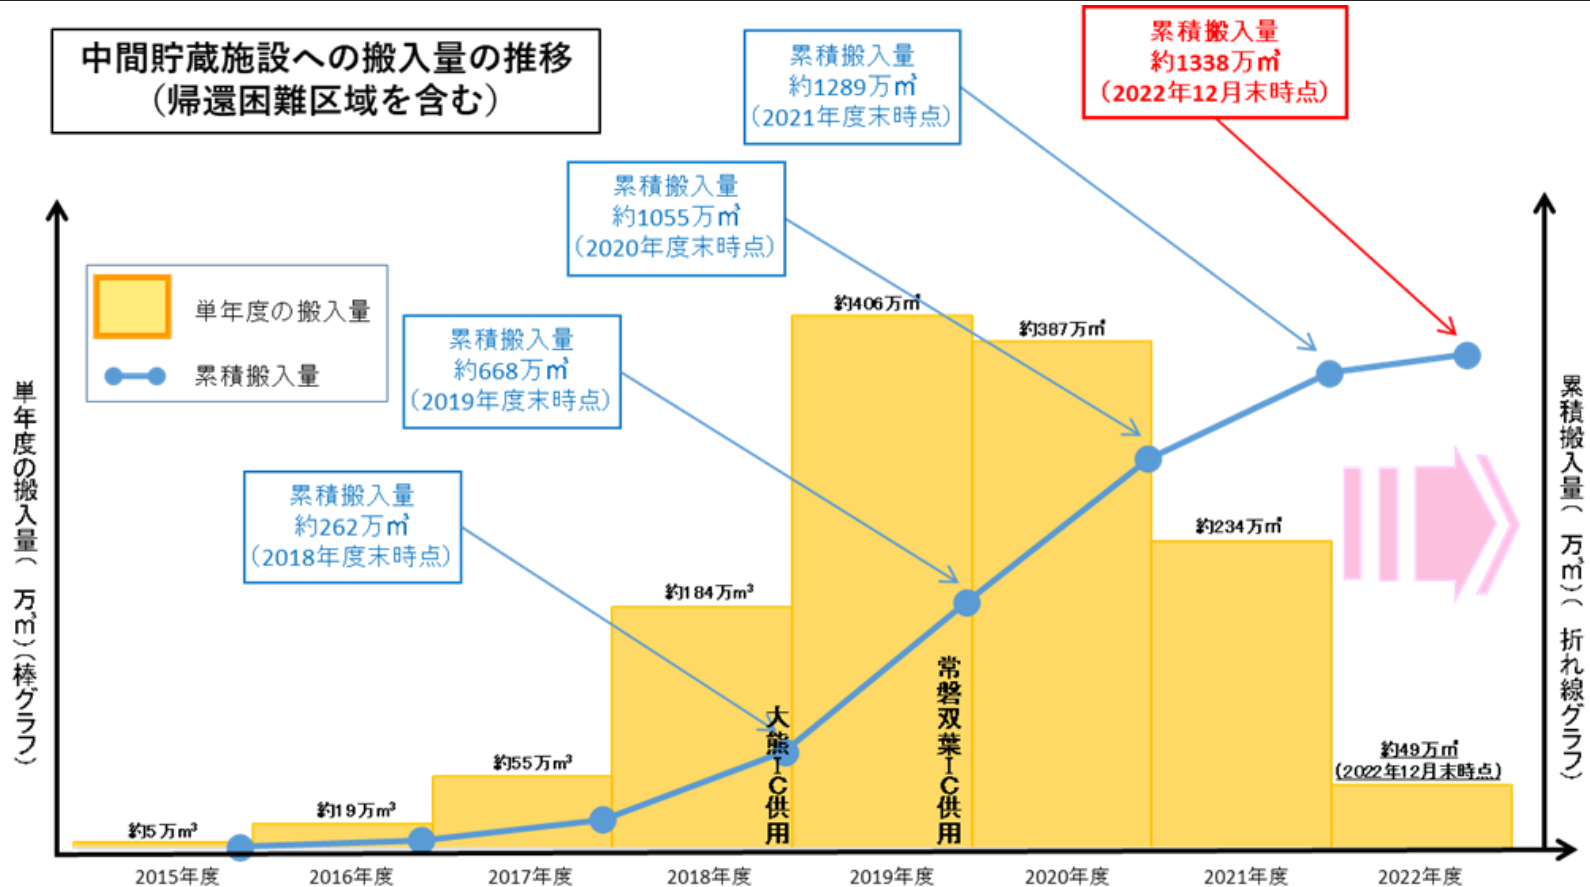 中間貯蔵施設への搬入量の推移
（帰還困難区域を含む）
累積搬入量
約1289万㎥
（2021年度末時点）
累積搬入量
約1338万㎥
（2022年12月末時点）
累積搬入量
約1055万㎥
（2020年度末時点）
単年度の搬入量
累積搬入量
累積搬入量
約668万㎥
（2019年度末時点）
累積搬入量
約262万㎥
（2018年度末時点）
単年度の搬入量（万㎥）（棒グラフ）
累積搬入量（万㎥）（折れ線グラフ）
約5万m³
約19万m³
約55万m³
約184万m³
約406万㎥
約387万㎥
約234万㎥
約49万㎥
（2022年12月末時点）
大熊IC供用
常磐双葉IC供用
2015年度
2016年度
2017年度
2018年度
2019年度
2020年度
2021年度
2022年度